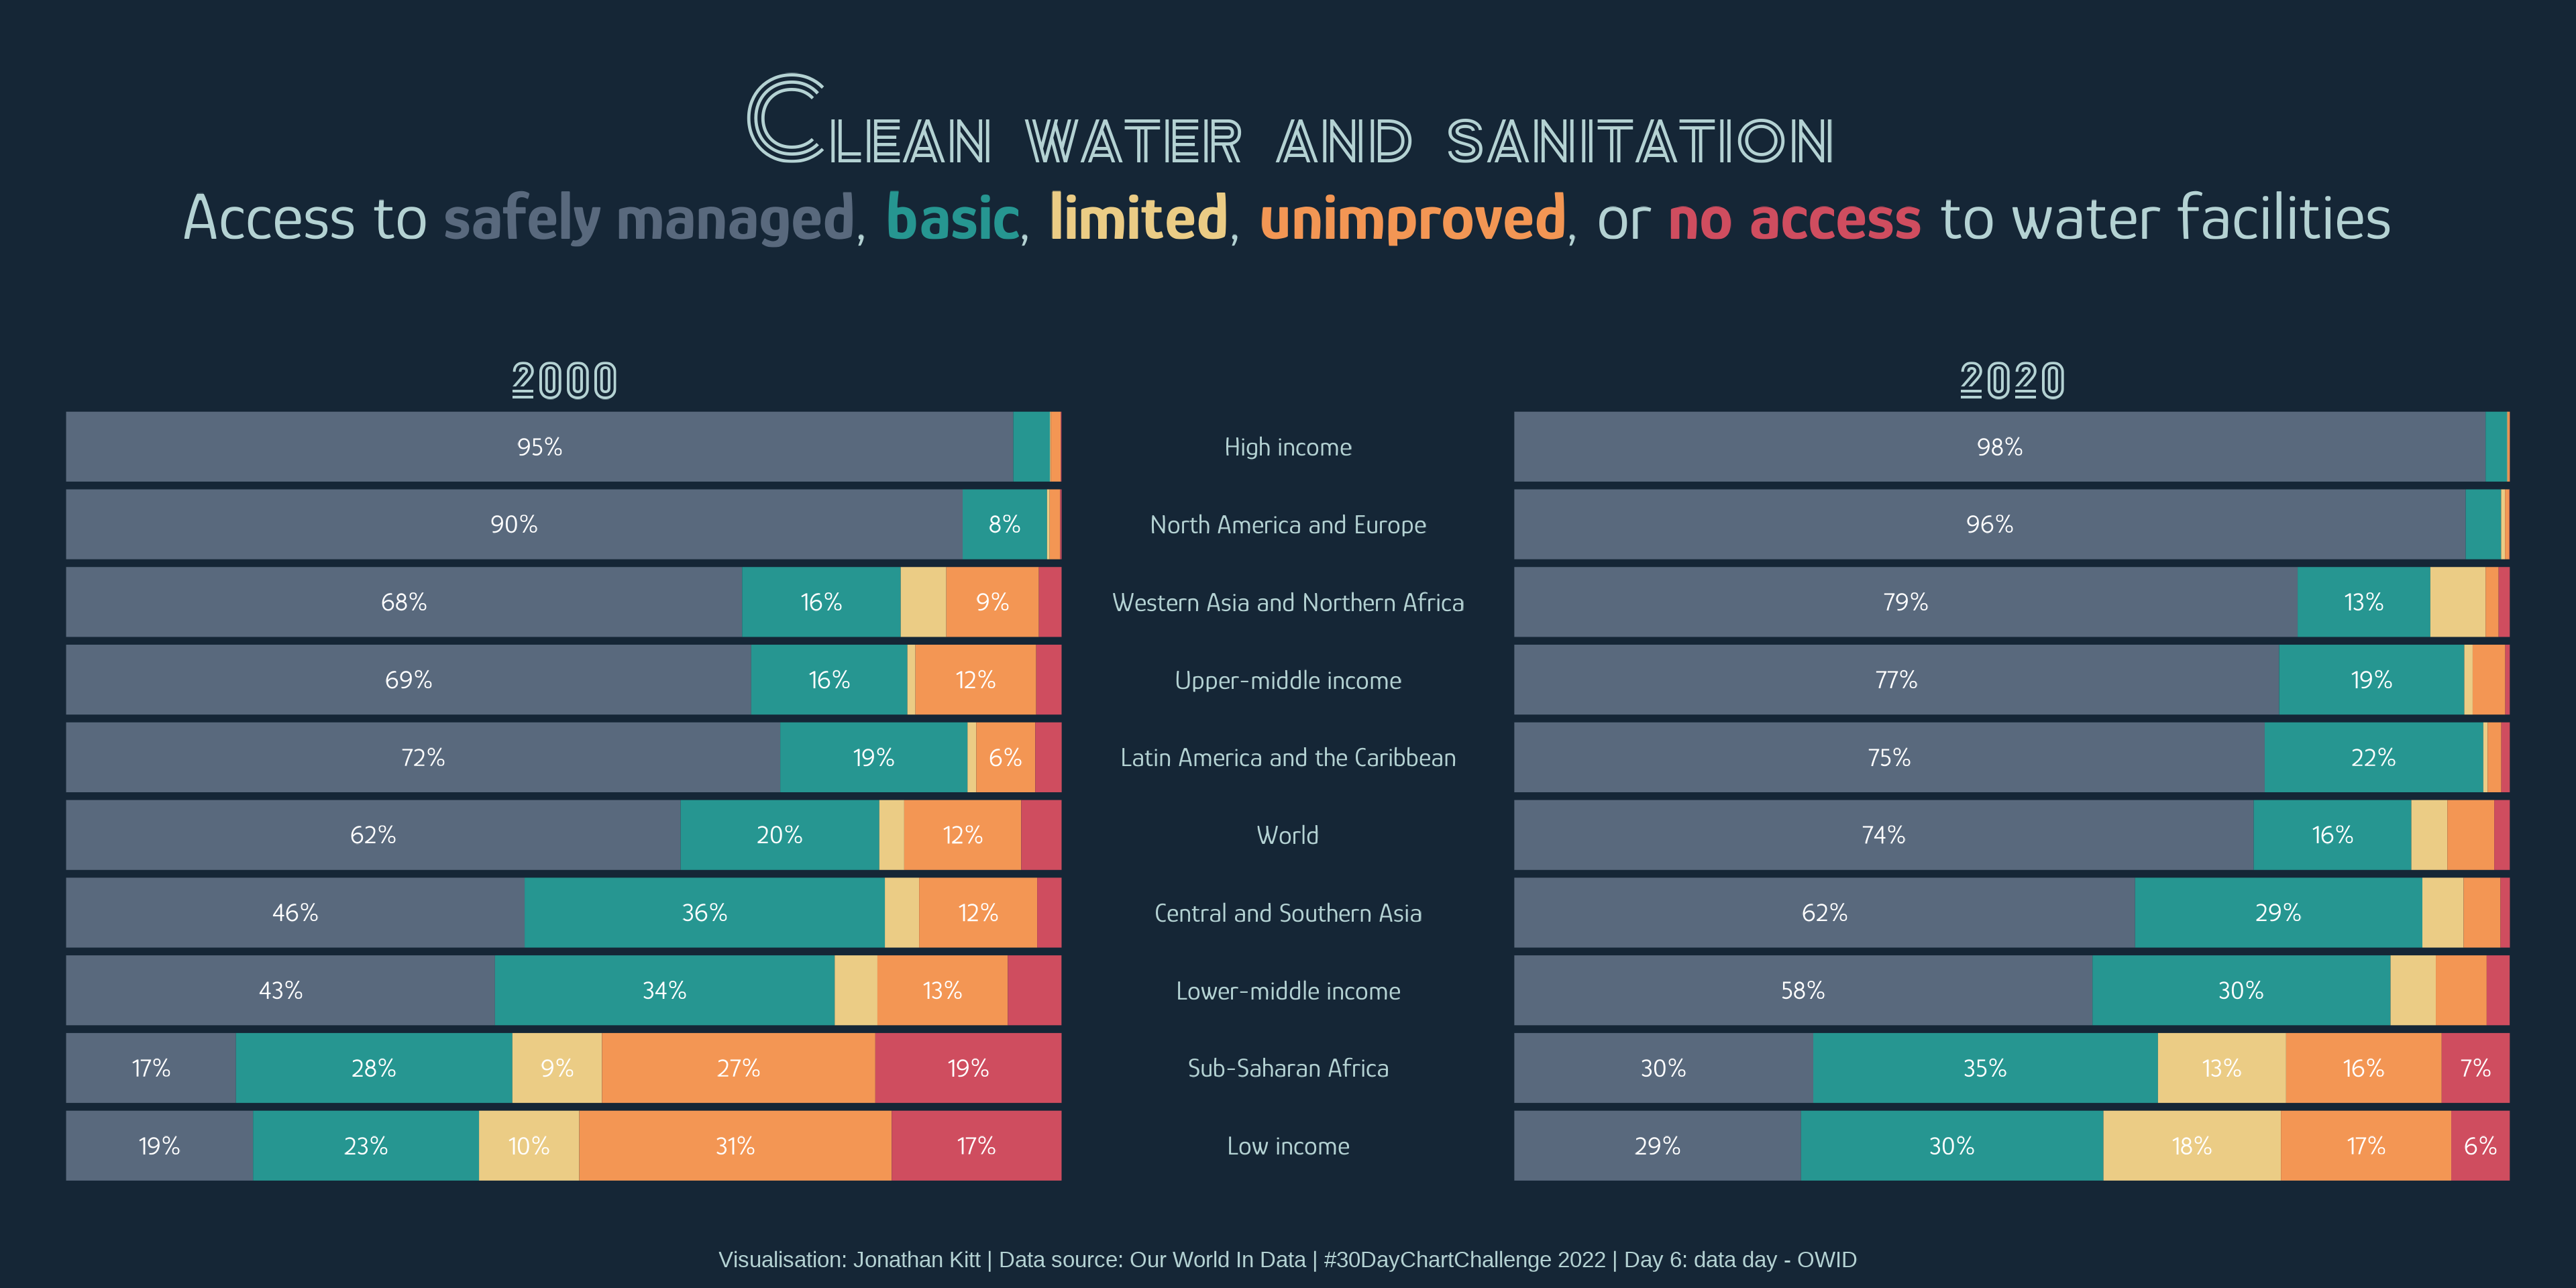 Clean water and sanitation
Access to safely managed, basic, limited, unimproved, or no access to water facilities
2000 2020
95% High income 98%
90% 8% North America and Europe 96%
68% 16% 9% Western Asia and Northern Africa 79% 13%
69% 16% 12% Upper-middle income 77% 19%
72% 19% 6% Latin America and the Caribbean 75% 22%
62% 20% 12% World 74% 16%
46% 36% 12% Central and Southern Asia 62% 29%
43% 34% 13% Lower-middle income 58% 30%
17% 28% 9% 27% 19% Sub-Saharan Africa 30% 35% 13% 16% 7%
19% 23% 10% 31% 17% Low income 29% 30% 18% 17% 6%
Visualisation: Jonathan Kitt | Data source: Our World In Data | #30DayChartChallenge 2022 | Day 6: data day - OWID